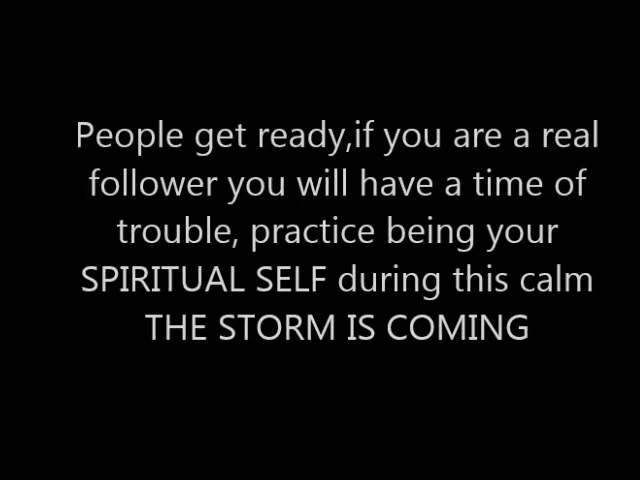 People get ready,if you are a real
follower you will have a time of
trouble, practice being your
SPIRITUAL SELF during this calm
THE STORM IS COMING